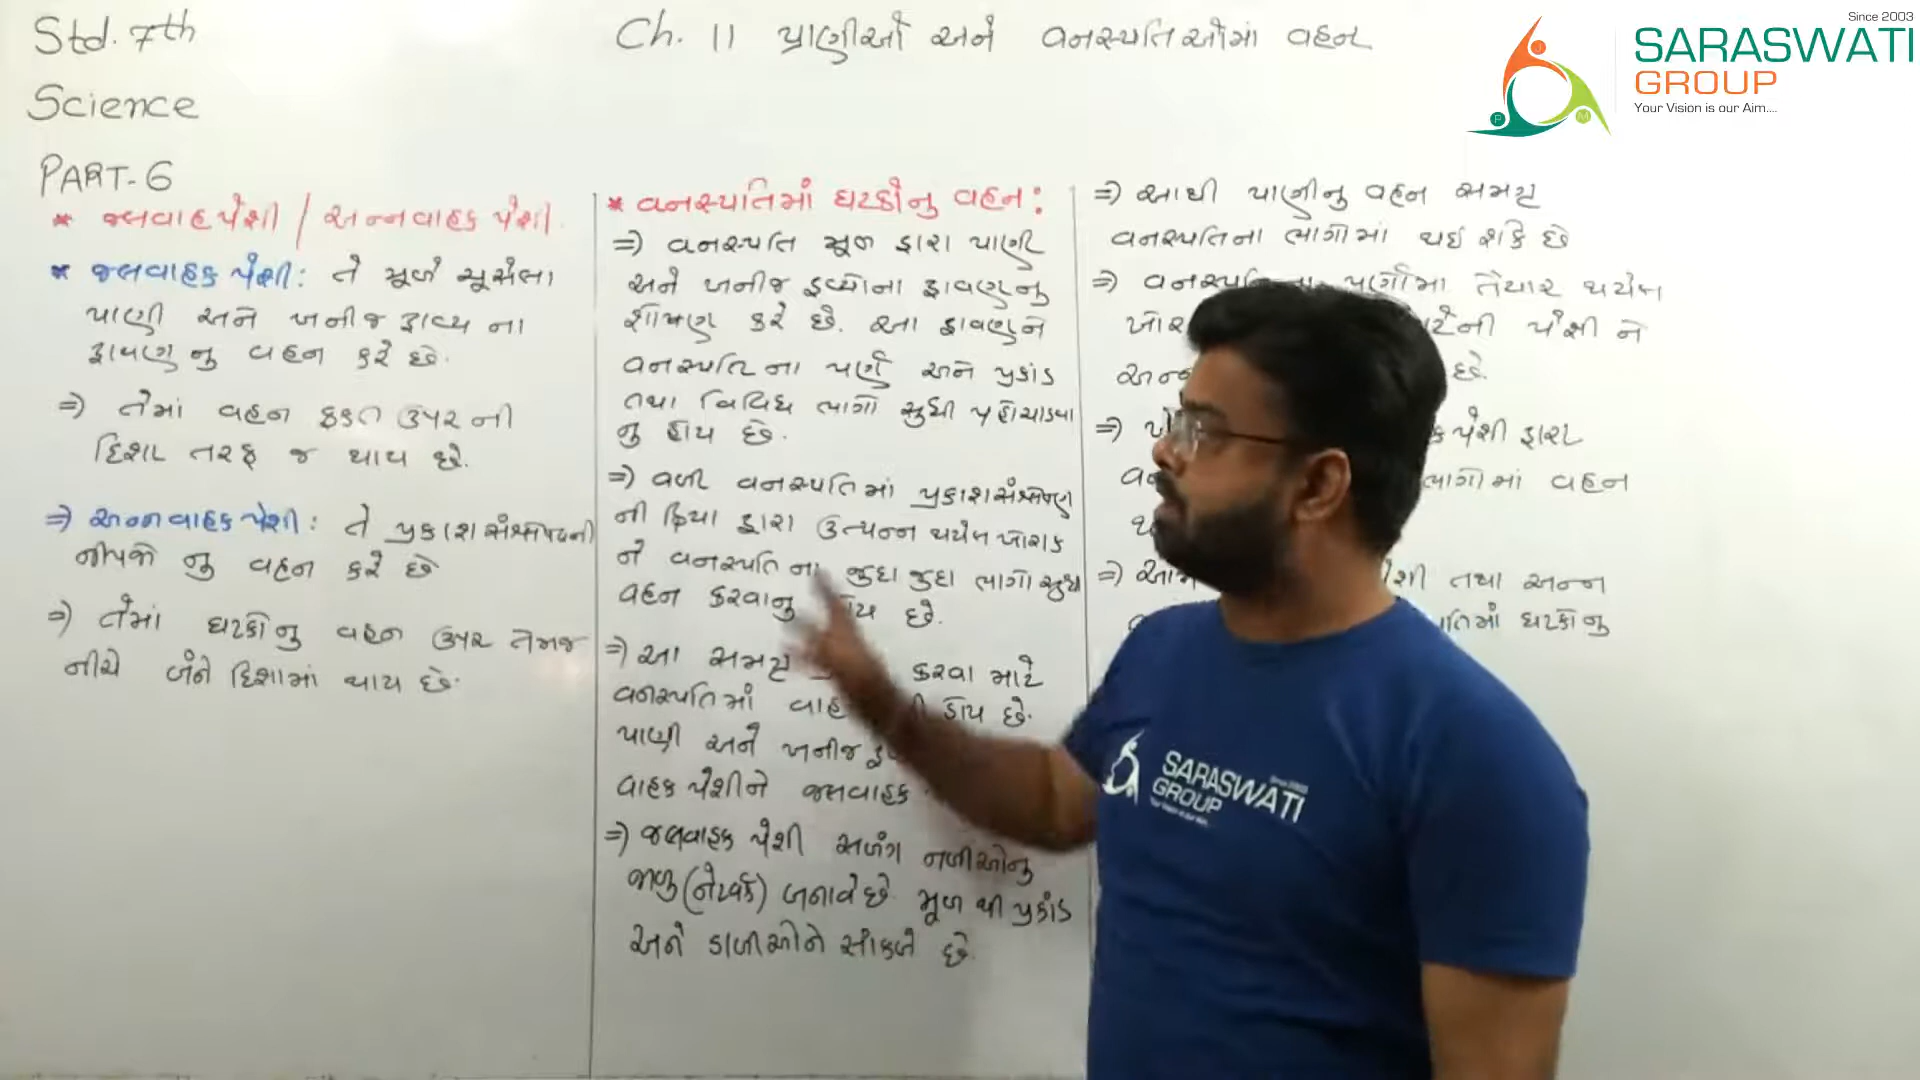 Std. 7th
Science
PART-6
Ch. 11 પ્રાણીઓ અને વનસ્પતિઓમાં વહન
Since 2003
SARASWATI
GROUP
Your Vision is our Aim....
* જલવાહપેશી / અન્નવાહક પેશી.
* જલવાહક પેશી: તે મૂળે ચૂસેલા
પાણી અને ખનીજ દ્રાવ્ય ના
દ્રાવણ નુ વહન કરે છે.
⇒ તેમાં વહન ફક્ત ઉપર ની
દિશા તરફ જ થાય છે.
⇒ અન્નવાહક પેશી: તે પ્રકાશસંશ્લેષણની
નીપજો નુ વહન કરે છે
⇒ તેમાં ઘટકોનુ વહન ઉપર તેમજ
નીચે બંને દિશામાં થાય છે.
* વનસ્પતિમાં ઘટકોનુ વહન:
⇒ વનસ્પતિ મૂળ દ્વારા પાણી
અને ખનીજ દ્રવ્યોના દ્રાવણનુ
શોષણ કરે છે. આ દ્રાવણને
વનસ્પતિ ના પર્ણ અને પ્રકાંડ
તથા વિવિધ ભાગો સુધી પહોચાડવા
નુ હોય છે.
⇒ વળી વનસ્પતિમાં પ્રકાશસંશ્લેષણ
ની ક્રિયા દ્વારા ઉત્પન્ન થયેલ ખોરાક
ને વનસ્પતિ ના જુદા જુદા ભાગો સુધી
વહન કરવાનુ છે.
⇒ આ સમગ્ર કરવા માટે
વનસ્પતિમાં હોય છે.
પાણી અને ખનીજ
વાહક પેશીને જલવાહક
⇒ જલવાહક પેશી સળંગ નળીઓનુ
જાળુ (નેટવર્ક) બનાવે છે. મૂળ થી પ્રકાંડ
અને ડાળીઓને સાંકળે છે.
⇒ આથી પાણીનુ વહન સમગ્ર
વનસ્પતિના ભાગોમાં થઈ શકે છે
⇒ વનસ્પતિના પર્ણોમાં તૈયાર થયેલ
પેશી ને
છે.
⇒ પેશી દ્વારા
ભાગોમાં વહન
⇒ તથા અન્ન
ઘટકોનુ
SARASWATI
GROUP